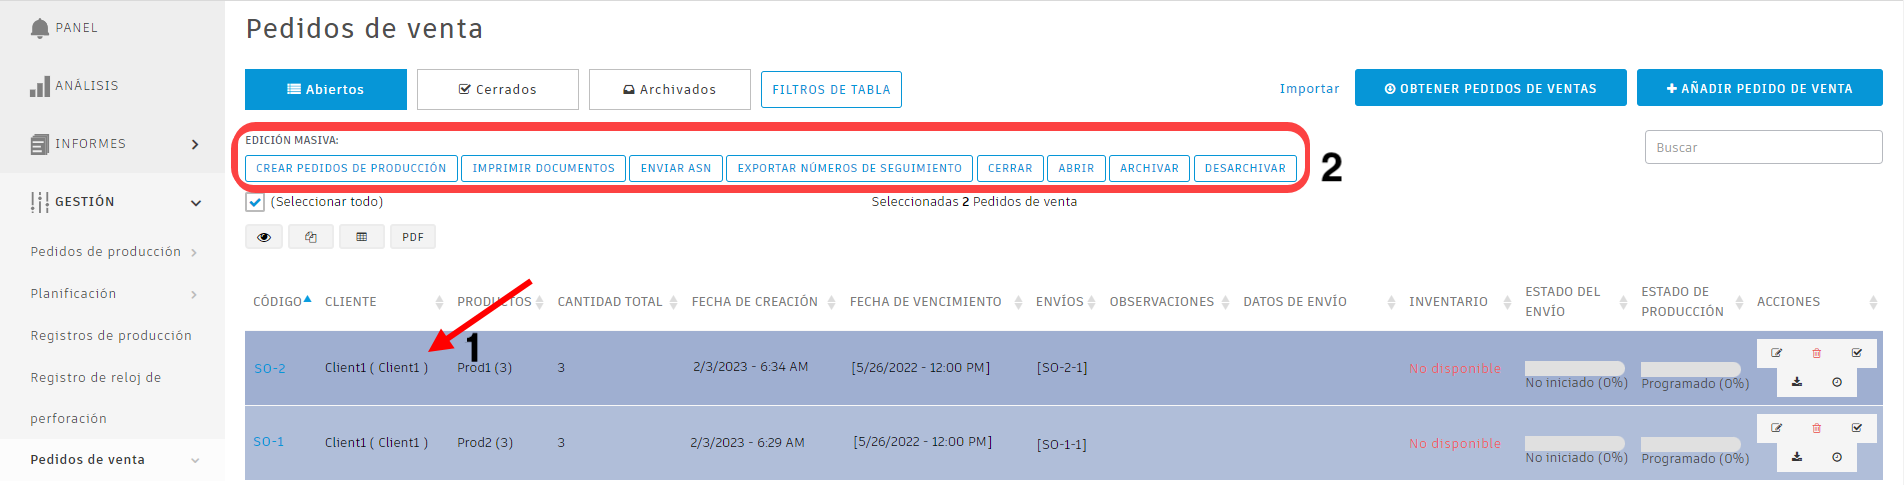 PANEL
ANÁLISIS
INFORMES
GESTIÓN
Pedidos de producción
Planificación
Registros de producción
Registro de reloj de
perforación
Pedidos de venta
Pedidos de venta
Abiertos Cerrados Archivados FILTROS DE TABLA Importar OBTENER PEDIDOS DE VENTAS + AÑADIR PEDIDO DE VENTA
EDICIÓN MASIVA:
Buscar
CREAR PEDIDOS DE PRODUCCIÓN IMPRIMIR DOCUMENTOS ENVIAR ASN EXPORTAR NÚMEROS DE SEGUIMIENTO CERRAR ABRIR ARCHIVAR DESARCHIVAR
2
(Seleccionar todo) Seleccionadas 2 Pedidos de venta
PDF
CÓDIGO CLIENTE PRODUCTOS CANTIDAD TOTAL FECHA DE CREACIÓN FECHA DE VENCIMIENTO ENVÍOS OBSERVACIONES DATOS DE ENVÍO INVENTARIO ESTADO DEL ENVÍO ESTADO DE PRODUCCIÓN ACCIONES
1
SO-2 Client1 ( Client1 ) Prod1 (3) 3 2/3/2023 - 6:34 AM [5/26/2022 - 12:00 PM] [SO-2-1] No disponible No iniciado (0%) Programado (0%)
SO-1 Client1 ( Client1 ) Prod2 (3) 3 2/3/2023 - 6:29 AM [5/26/2022 - 12:00 PM] [SO-1-1] No disponible No iniciado (0%) Programado (0%)